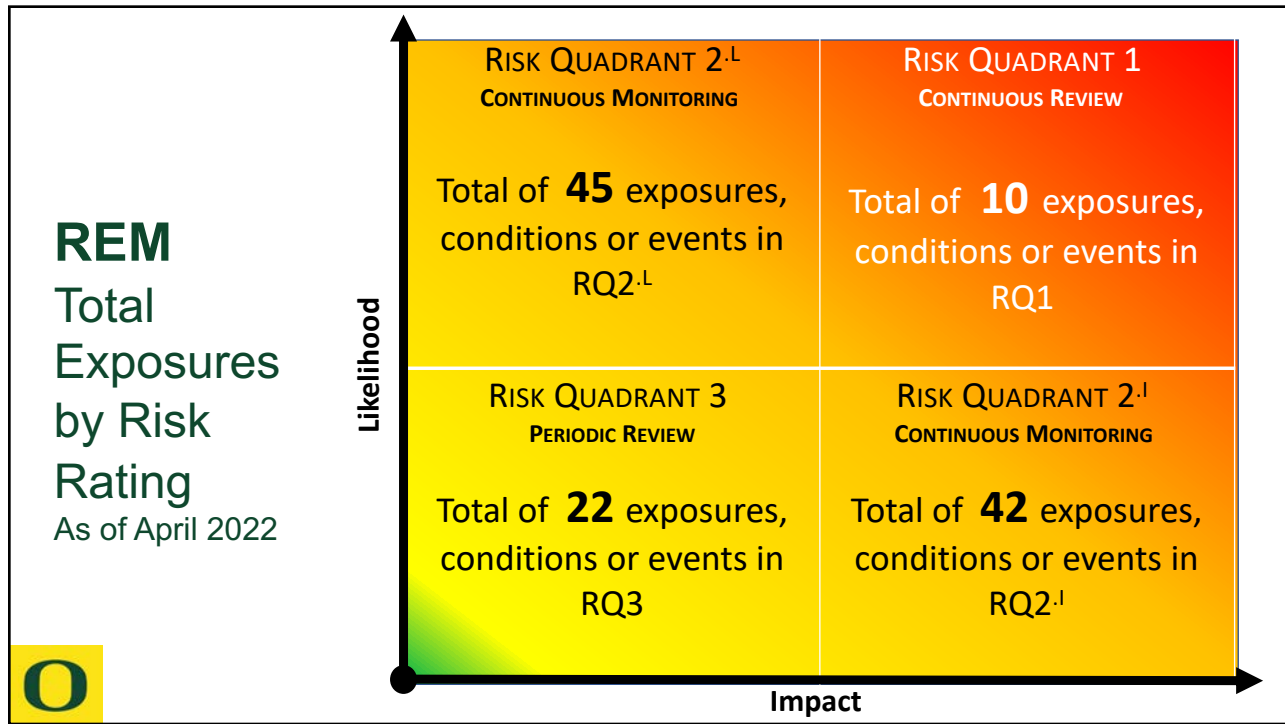 REM
Total
Exposures
by Risk
Rating
As of April 2022
O
Likelihood
RISK QUADRANT 2.L
CONTINUOUS MONITORING
Total of 45 exposures,
conditions or events in
RQ2.L
RISK QUADRANT 1
CONTINUOUS REVIEW
Total of 10 exposures,
conditions or events in
RQ1
RISK QUADRANT 3
PERIODIC REVIEW
Total of 22 exposures,
conditions or events in
RQ3
RISK QUADRANT 2.I
CONTINUOUS MONITORING
Total of 42 exposures,
conditions or events in
RQ2.I
Impact